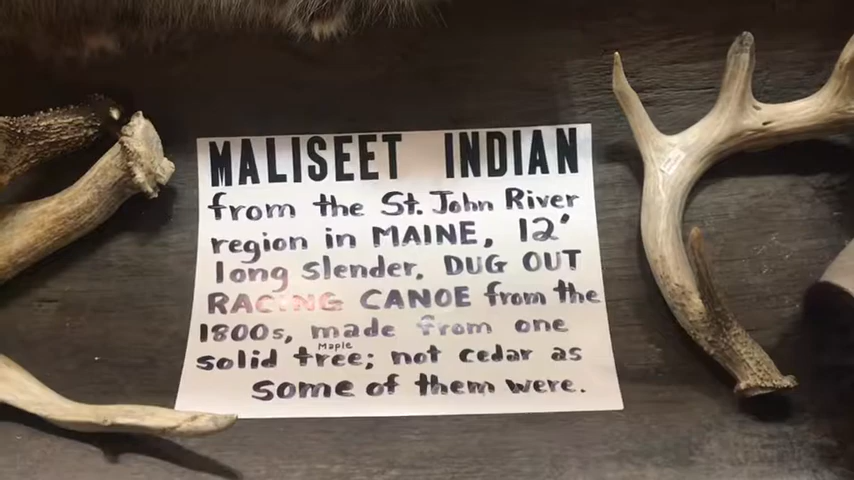 MALISEET INDIAN
from the St. John River
region in MAINE, 12'
long slender, DUG OUT
RACING CANOE from the
1800s, made from one
Maple
solid tree; not cedar as
some of them were.